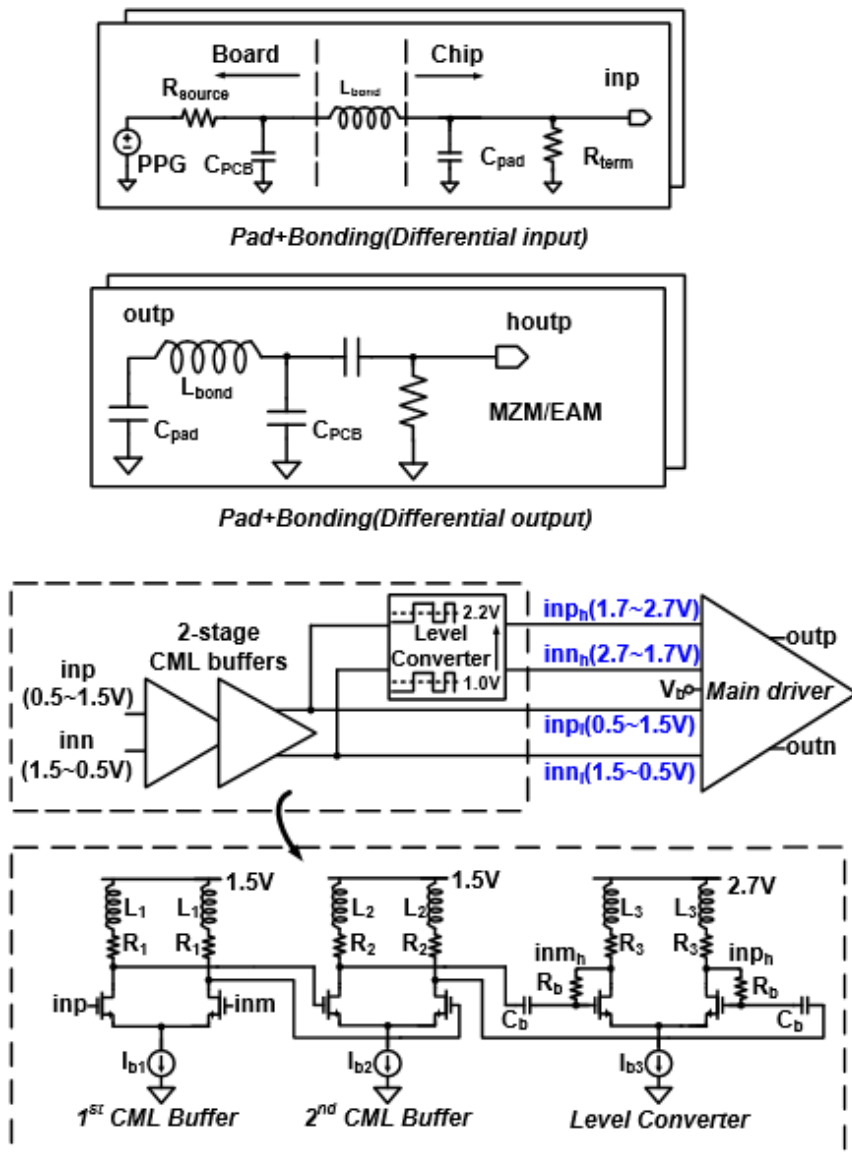 Board
Chip
inp
Rsource
Lbond
PPG
CPCB
Cpad
Rterm
Pad+Bonding(Differential input)
outp
houtp
Lbond
Cpad
CPCB
MZM/EAM
Pad+Bonding(Differential output)
2-stage
CML buffers
2.2V
Level
Converter
1.0V
inp
(0.5~1.5V)
inn
(1.5~0.5V)
inph(1.7~2.7V)
innh(2.7~1.7V)
Vb
Main driver
inpl(0.5~1.5V)
innl(1.5~0.5V)
outp
outn
1.5V
1.5V
2.7V
L1
L1
L2
L2
L3
L3
R1
R1
R2
R2
R3
R3
inmh
inph
Rb
Rb
inp
inm
Cb
Cb
Ib1
Ib2
Ib3
1st CML Buffer
2nd CML Buffer
Level Converter